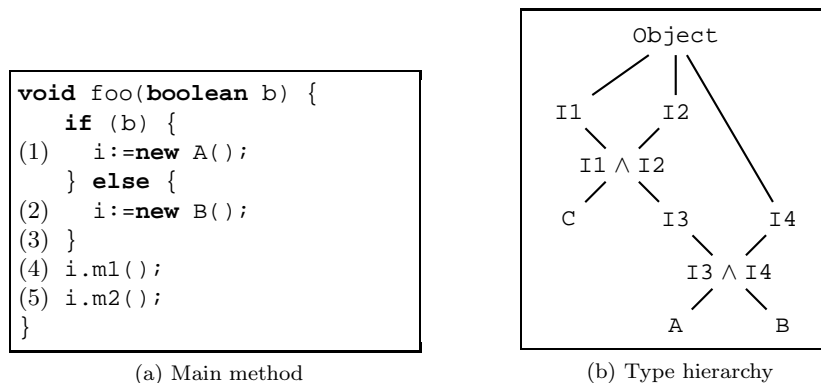 void foo(boolean b) {
if (b) {
(1) i:=new A();
} else {
(2) i:=new B();
(3) }
(4) i.m1();
(5) i.m2();
}
(a) Main method
Object
I1 I2
I1 ∧ I2
C I3 I4
I3 ∧ I4
A B
(b) Type hierarchy